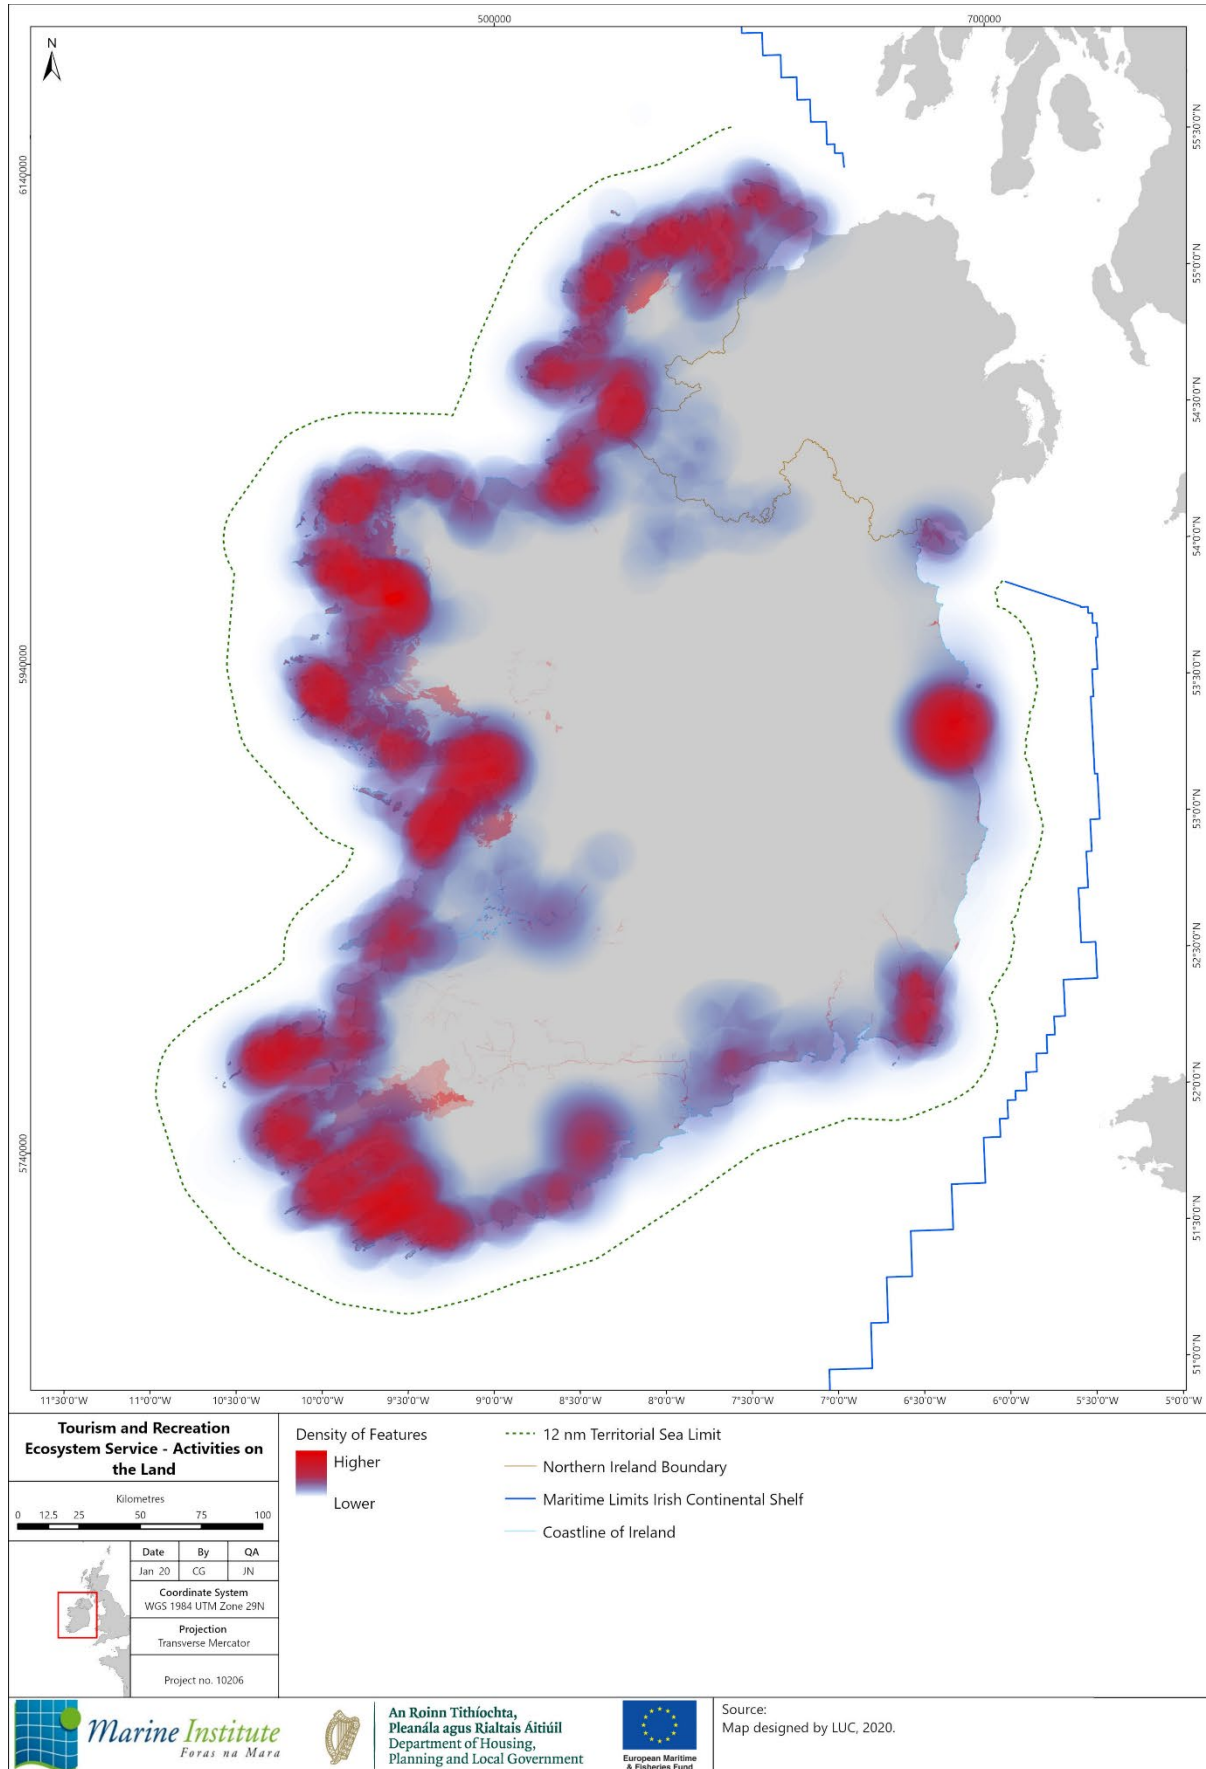 500000
700000
N
6140000
5940000
5740000
55°30'0"N
55°0'0"N
54°30'0"N
54°0'0"N
53°30'0"N
53°0'0"N
52°30'0"N
52°0'0"N
51°30'0"N
51°0'0"N
11°30'0"W
11°0'0"W
10°30'0"W
10°0'0"W
9°30'0"W
9°0'0"W
8°30'0"W
8°0'0"W
7°30'0"W
7°0'0"W
6°30'0"W
6°0'0"W
5°30'0"W
5°0'0"W
Tourism and Recreation
Ecosystem Service - Activities on
the Land
Kilometres
0 12.5 25 50 75 100
Date By QA
Jan 20 CG JN
Coordinate System
WGS 1984 UTM Zone 29N
Projection
Transverse Mercator
Project no. 10206
Density of Features
Higher
Lower
12 nm Territorial Sea Limit
Northern Ireland Boundary
Maritime Limits Irish Continental Shelf
Coastline of Ireland
Marine Institute
Foras na Mara
An Roinn Tithíochta,
Pleanála agus Rialtais Áitiúil
Department of Housing,
Planning and Local Government
European Maritime
& Fisheries Fund
Source:
Map designed by LUC, 2020.